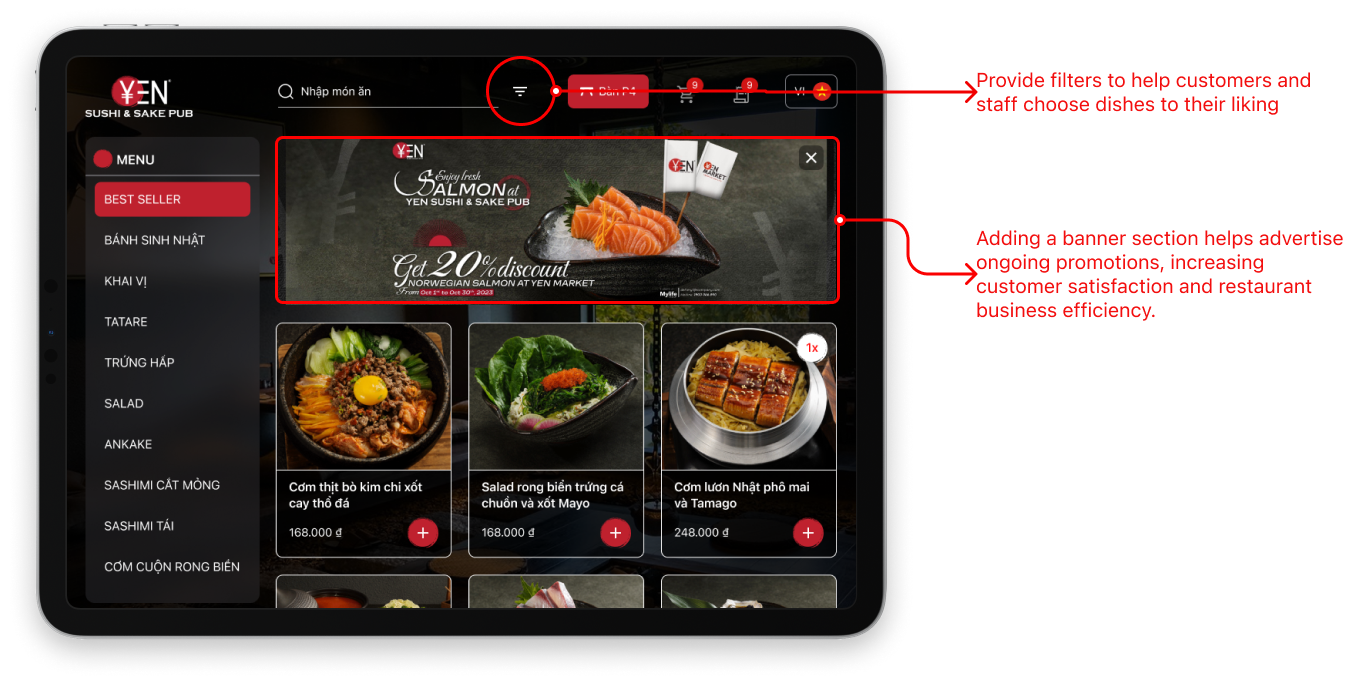 YEN
SUSHI & SAKE PUB
Nhập món ăn
Bàn P4
9
9
VI
Provide filters to help customers and
staff choose dishes to their liking
MENU
BEST SELLER
BÁNH SINH NHẬT
KHAI VỊ
TATARE
TRỨNG HẤP
SALAD
ANKAKE
SASHIMI CẮT MỎNG
SASHIMI TÁI
CƠM CUỘN RONG BIỂN
YEN
Enjoy fresh
SALMON at
YEN SUSHI & SAKE PUB
Get 20% discount
NORWEGIAN SALMON AT YEN MARKET
From Oct 1st to Oct 30th, 2023
YEN
YEN
MARKET
Mylife
Adding a banner section helps advertise
ongoing promotions, increasing
customer satisfaction and restaurant
business efficiency.
1x
Cơm thịt bò kim chi xốt
cay thố đá
168.000 ₫
+
Salad rong biển trứng cá
chuồn và xốt Mayo
168.000 ₫
+
Cơm lươn Nhật phô mai
và Tamago
248.000 ₫
+